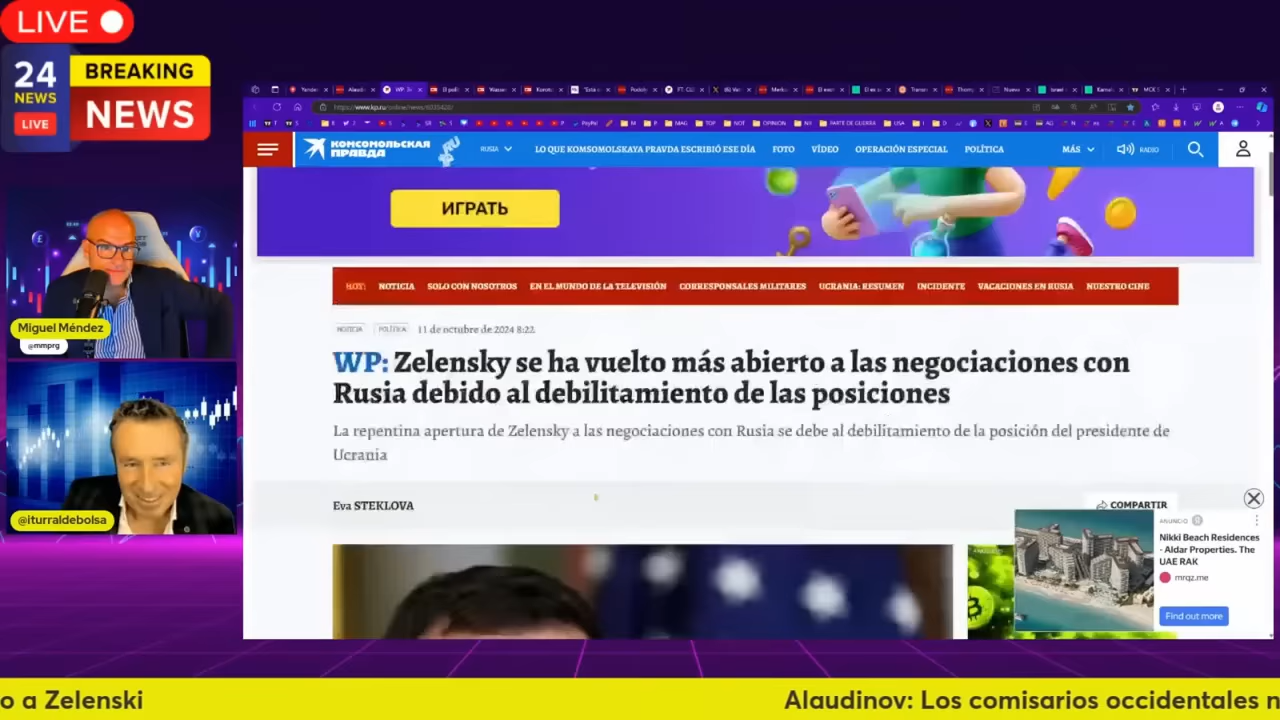 LIVE
24
NEWS
LIVE
BREAKING
NEWS
https://www.kp.ru/online/news/
КОМСОМОЛЬСКАЯ
ПРАВДА
RUSIA
LO QUE KOMSOMOLSKAYA PRAVDA ESCRIBIÓ ESE DÍA
FOTO
VÍDEO
OPERACIÓN ESPECIAL
POLÍTICA
MÁS
RADIO
ИГРАТЬ
HOY:
NOTICIA
SOLO CON NOSOTROS
EN EL MUNDO DE LA TELEVISIÓN
CORRESPONSALES MILITARES
UCRANIA: RESUMEN
INCIDENTE
VACACIONES EN RUSIA
NUESTRO CINE
NOTICIA
POLÍTICA
11 de octubre de 2024 8:22
WP: Zelensky se ha vuelto más abierto a las negociaciones con
Rusia debido al debilitamiento de las posiciones
La repentina apertura de Zelensky a las negociaciones con Rusia se debe al debilitamiento de la posición del presidente de
Ucrania
Eva STEKLOVA
COMPARTIR
ANUNCIO
Nikki Beach Residences
- Aldar Properties. The
UAE RAK
mrqz.me
Find out more
Miguel Méndez
@mmprg
@iturraldebolsa
o a Zelenski
Alaudinov: Los comisarios occidentales n